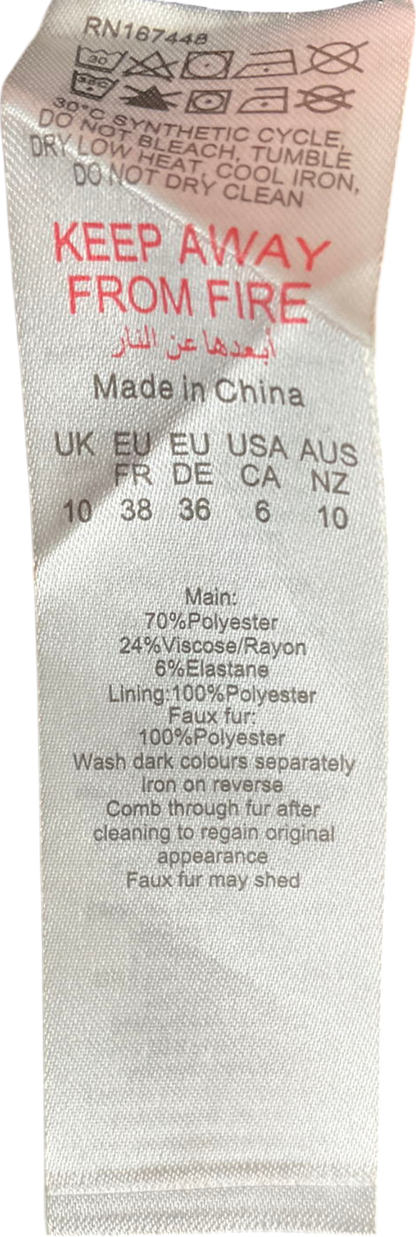 RN167448
30
30°C
30°C SYNTHETIC CYCLE,
DO NOT BLEACH, TUMBLE
DRY LOW HEAT, COOL IRON,
DO NOT DRY CLEAN
KEEP AWAY
FROM FIRE
أبعدها عن النار
Made in China
UK EU EU USA AUS
FR DE CA NZ
10 38 36 6 10
Main:
70%Polyester
24%Viscose/Rayon
6%Elastane
Lining:100%Polyester
Faux fur:
100%Polyester
Wash dark colours separately
Iron on reverse
Comb through fur after
cleaning to regain original
appearance
Faux fur may shed